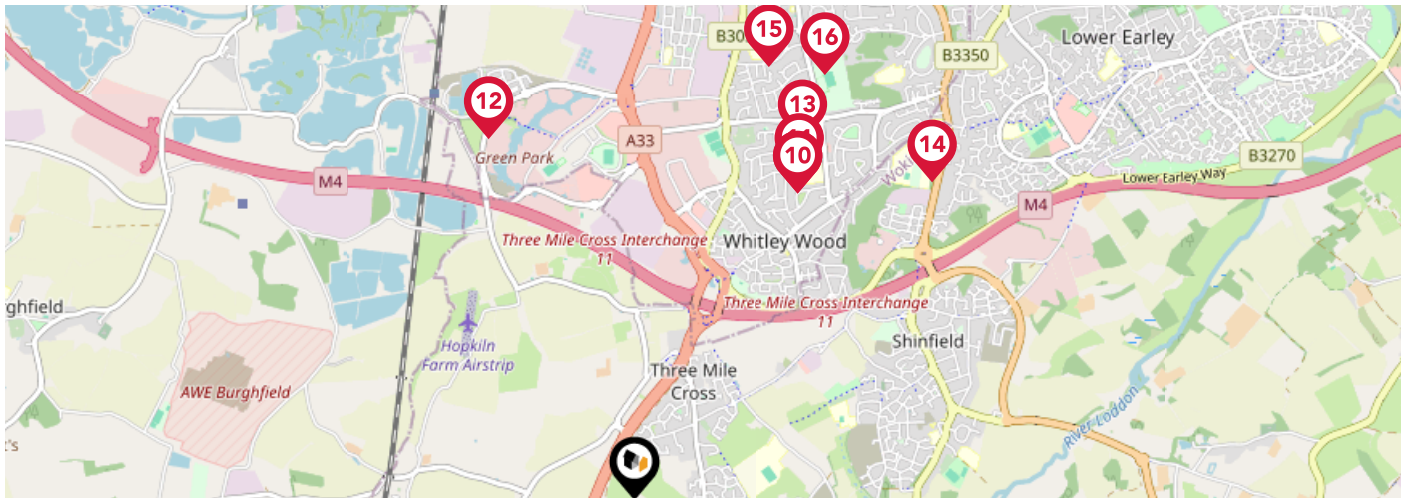 15
16
B30
Lower Earley
B3350
12
13
A33
10
14
Green Park
B3270
M4
Woki
Lower Earley Way
M4
Three Mile Cross Interchange
11
Whitley Wood
Three Mile Cross Interchange
11
ghfield
Hopkiln
Farm Airstrip
Shinfield
Three Mile
Cross
AWE Burghfield
River Loddon
t's